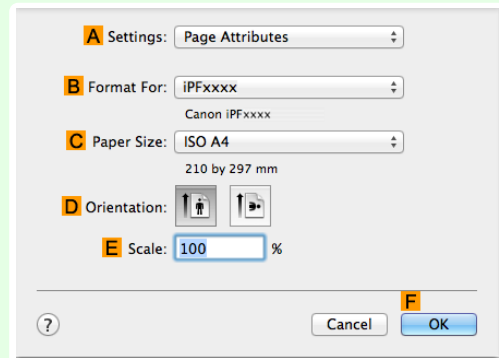 A Settings: Page Attributes
B Format For: iPFxxxx
Canon iPFxxxx
C Paper Size: ISO A4
210 by 297 mm
D Orientation:
E Scale: 100 %
F
? Cancel OK